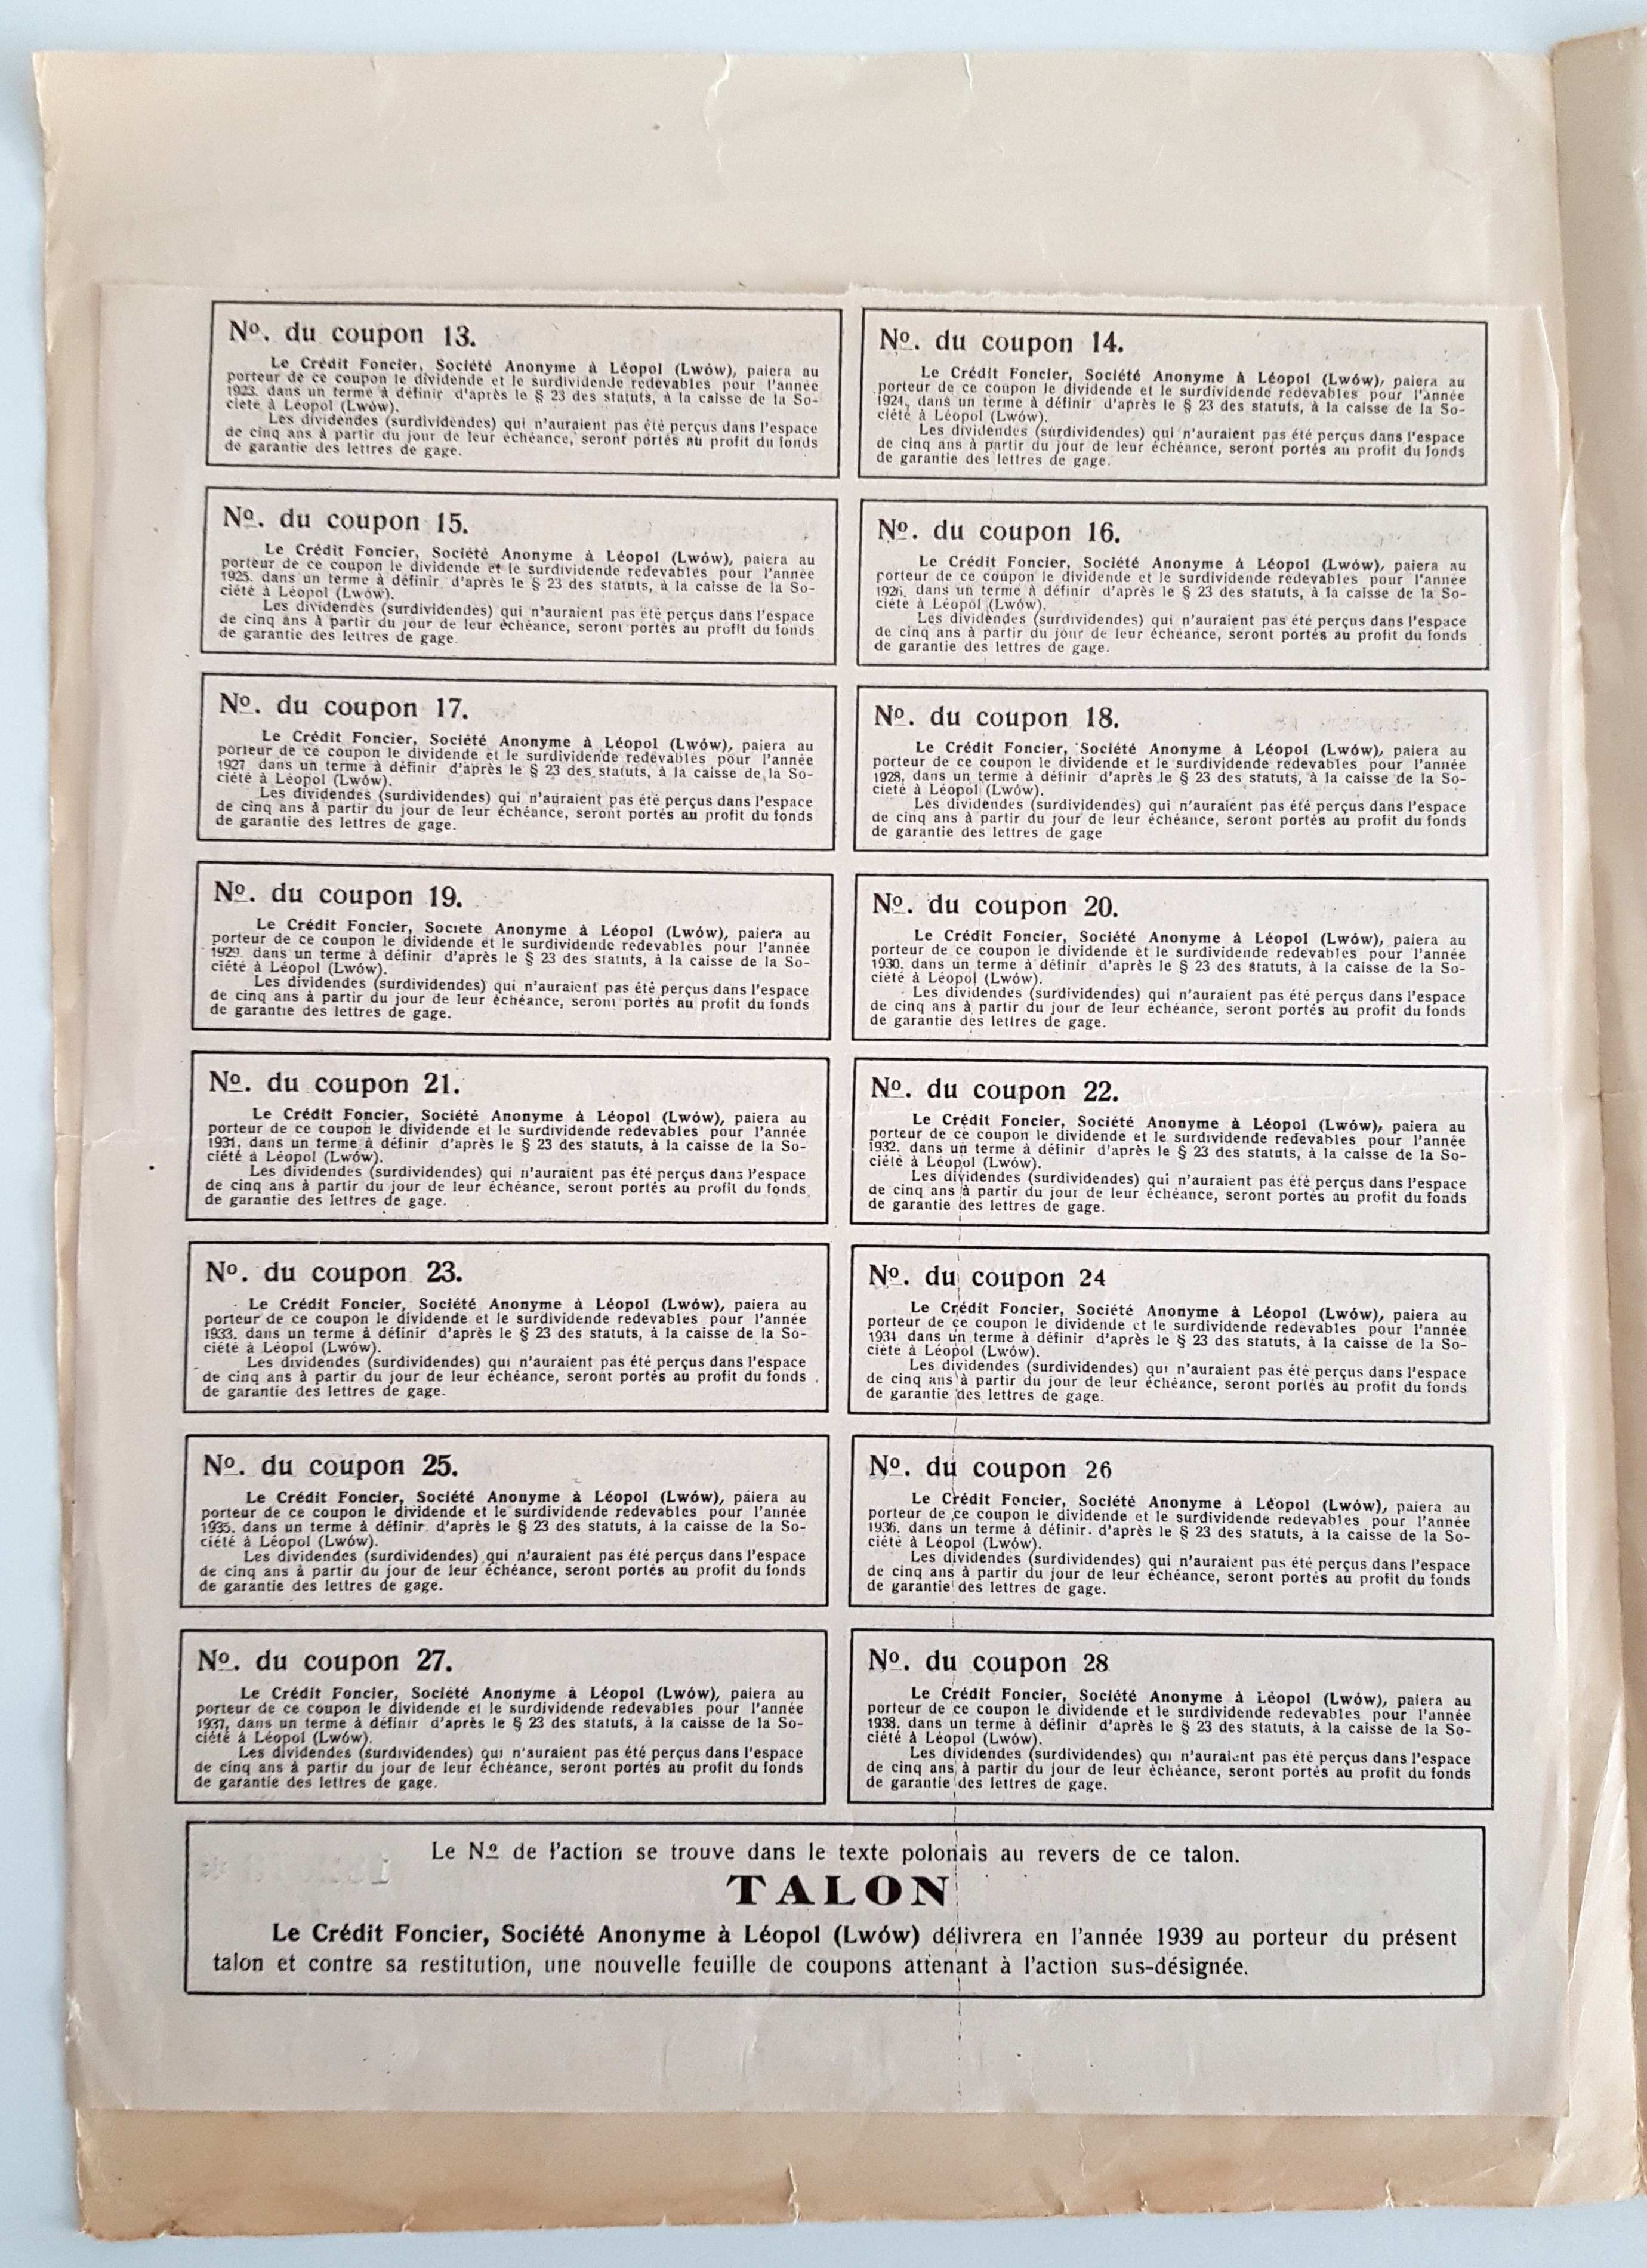 Nº. du coupon 13.
Le Crédit Foncier, Société Anonyme à Léopol (Lwów), paiera au
porteur de ce coupon le dividende et le surdividende redevables pour l'année
1923. dans un terme à définir d'après le § 23 des statuts, à la caisse de la So-
ciété à Léopol (Lwów).
Les dividendes (surdividendes) qui n'auraient pas été perçus dans l'espace
de cinq ans à partir du jour de leur échéance, seront portés au profit du fonds
de garantie des lettres de gage.
Nº. du coupon 14.
Le Crédit Foncier, Société Anonyme à Léopol (Lwów), paiera au
porteur de ce coupon le dividende et le surdividende redevables pour l'année
1924, dans un terme à définir d'après le § 23 des statuts, à la caisse de la So-
ciété à Léopol (Lwów).
Les dividendes (surdividendes) qui n'auraient pas été perçus dans l'espace
de cinq ans à partir du jour de leur échéance, seront portés au profit du fonds
de garantie des lettres de gage.
Nº. du coupon 15.
Le Crédit Foncier, Société Anonyme à Léopol (Lwów), paiera au
porteur de ce coupon le dividende et le surdividende redevables pour l'année
1925. dans un terme à définir d'après le § 23 des statuts, à la caisse de la So-
ciété à Léopol (Lwów).
Les dividendes (surdividendes) qui n'auraient pas été perçus dans l'espace
de cinq ans à partir du jour de leur échéance, seront portés au profit du fonds
de garantie des lettres de gage.
Nº. du coupon 16.
Le Crédit Foncier, Société Anonyme à Léopol (Lwów), paiera au
porteur de ce coupon le dividende et le surdividende redevables pour l'année
1926. dans un terme à définir d'après le § 23 des statuts, à la caisse de la So-
ciété à Léopol (Lwów).
Les dividendes (surdividendes) qui n'auraient pas été perçus dans l'espace
de cinq ans à partir du jour de leur échéance, seront portés au profit du fonds
de garantie des lettres de gage.
Nº. du coupon 17.
Le Crédit Foncier, Société Anonyme à Léopol (Lwów), paiera au
porteur de ce coupon le dividende et le surdividende redevables pour l'année
1927 dans un terme à définir d'après le § 23 des statuts, à la caisse de la So-
ciété à Léopol (Lwów).
Les dividendes (surdividendes) qui n'auraient pas été perçus dans l'espace
de cinq ans à partir du jour de leur échéance, seront portés au profit du fonds
de garantie des lettres de gage.
Nº. du coupon 18.
Le Crédit Foncier, Société Anonyme à Léopol (Lwów), paiera au
porteur de ce coupon le dividende et le surdividende redevables pour l'année
1928, dans un terme à définir d'après le § 23 des statuts, à la caisse de la So-
ciété à Léopol (Lwów).
Les dividendes (surdividendes) qui n'auraient pas été perçus dans l'espace
de cinq ans à partir du jour de leur échéance, seront portés au profit du fonds
de garantie des lettres de gage
Nº. du coupon 19.
Le Crédit Foncier, Societe Anonyme à Léopol (Lwów), paiera au
porteur de ce coupon le dividende et le surdividende redevables pour l'année
1929. dans un terme à définir d'après le § 23 des statuts, à la caisse de la So-
ciété à Léopol (Lwów).
Les dividendes (surdividendes) qui n'auraient pas été perçus dans l'espace
de cinq ans à partir du jour de leur échéance, seront portés au profit du fonds
de garantie des lettres de gage.
Nº. du coupon 20.
Le Crédit Foncier, Société Anonyme à Léopol (Lwów), paiera au
porteur de ce coupon le dividende et le surdividende redevables pour l'année
1930. dans un terme à définir d'après le § 23 des statuts, à la caisse de la So-
ciété à Léopol (Lwów).
Les dividendes (surdividendes) qui n'auraient pas été perçus dans l'espace
de cinq ans à partir du jour de leur échéance, seront portés au profit du fonds
de garantie des lettres de gage.
Nº. du coupon 21.
Le Crédit Foncier, Société Anonyme à Léopol (Lwów), paiera au
porteur de ce coupon le dividende et le surdividende redevables pour l'année
1931. dans un terme à définir d'après le § 23 des statuts, à la caisse de la So-
ciété à Léopol (Lwów).
Les dividendes (surdividendes) qui n'auraient pas été perçus dans l'espace
de cinq ans à partir du jour de leur échéance, seront portés au profit du fonds
de garantie des lettres de gage.
Nº. du coupon 22.
Le Crédit Foncier, Société Anonyme à Léopol (Lwów), paiera au
porteur de ce coupon le dividende et le surdividende redevables pour l'année
1932. dans un terme à définir d'après le § 23 des statuts, à la caisse de la So-
ciété à Léopol (Lwów).
Les dividendes (surdividendes) qui n'auraient pas été perçus dans l'espace
de cinq ans à partir du jour de leur échéance, seront portés au profit du fonds
de garantie des lettres de gage.
Nº. du coupon 23.
Le Crédit Foncier, Société Anonyme à Léopol (Lwów), paiera au
porteur de ce coupon le dividende et le surdividende redevables pour l'année
1933. dans un terme à définir d'après le § 23 des statuts, à la caisse de la So-
ciété à Léopol (Lwów).
Les dividendes (surdividendes) qui n'auraient pas été perçus dans l'espace
de cinq ans à partir du jour de leur échéance, seront portés au profit du fonds
de garantie des lettres de gage.
Nº. du coupon 24
Le Crédit Foncier, Société Anonyme à Léopol (Lwów), paiera au
porteur de ce coupon le dividende et le surdividende redevables pour l'année
1934 dans un terme à définir d'après le § 23 des statuts, à la caisse de la So-
ciété à Léopol (Lwów).
Les dividendes (surdividendes) qui n'auraient pas été perçus dans l'espace
de cinq ans à partir du jour de leur échéance, seront portés au profit du fonds
de garantie des lettres de gage.
Nº. du coupon 25.
Le Crédit Foncier, Société Anonyme à Léopol (Lwów), paiera au
porteur de ce coupon le dividende et le surdividende redevables pour l'année
1935. dans un terme à définir. d'après le § 23 des statuts, à la caisse de la So-
ciété à Léopol (Lwów).
Les dividendes (surdividendes) qui n'auraient pas été perçus dans l'espace
de cinq ans à partir du jour de leur échéance, seront portés au profit du fonds
de garantie des lettres de gage.
Nº. du coupon 26
Le Crédit Foncier, Société Anonyme à Léopol (Lwów), paiera au
porteur de ce coupon le dividende et le surdividende redevables pour l'année
1936. dans un terme à définir. d'après le § 23 des statuts, à la caisse de la So-
ciété à Léopol (Lwów).
Les dividendes (surdividendes) qui n'auraient pas été perçus dans l'espace
de cinq ans à partir du jour de leur échéance, seront portés au profit du fonds
de garantie des lettres de gage.
Nº. du coupon 27.
Le Crédit Foncier, Société Anonyme à Léopol (Lwów), paiera au
porteur de ce coupon le dividende et le surdividende redevables pour l'année
1937, dans un terme à définir d'après le § 23 des statuts, à la caisse de la So-
ciété à Léopol (Lwów).
Les dividendes (surdividendes) qui n'auraient pas été perçus dans l'espace
de cinq ans à partir du jour de leur échéance, seront portés au profit du fonds
de garantie des lettres de gage.
Nº. du coupon 28
Le Crédit Foncier, Société Anonyme à Léopol (Lwów), paiera au
porteur de ce coupon le dividende et le surdividende redevables pour l'année
1938. dans un terme à définir d'après le § 23 des statuts, à la caisse de la So-
ciété à Léopol (Lwów).
Les dividendes (surdividendes) qui n'auraient pas été perçus dans l'espace
de cinq ans à partir du jour de leur échéance, seront portés au profit du fonds
de garantie des lettres de gage.
Le Nº de l'action se trouve dans le texte polonais au revers de ce talon.
TALON
Le Crédit Foncier, Société Anonyme à Léopol (Lwów) délivrera en l'année 1939 au porteur du présent
talon et contre sa restitution, une nouvelle feuille de coupons attenant à l'action sus-désignée.